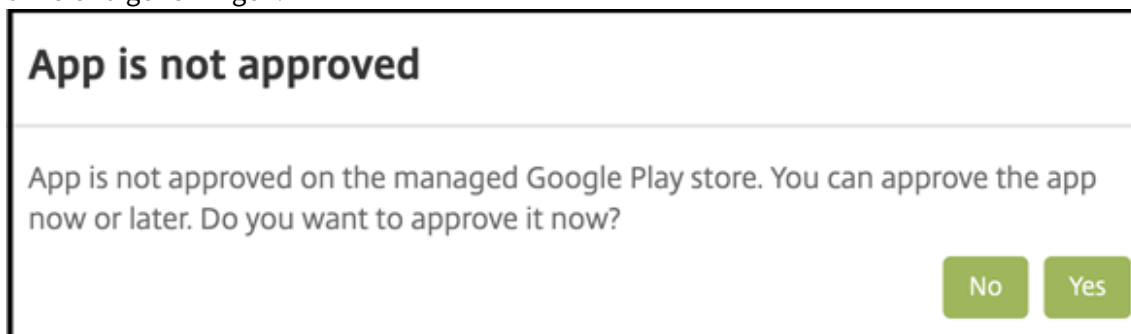 App is not approved
App is not approved on the managed Google Play store. You can approve the app
now or later. Do you want to approve it now?
No Yes